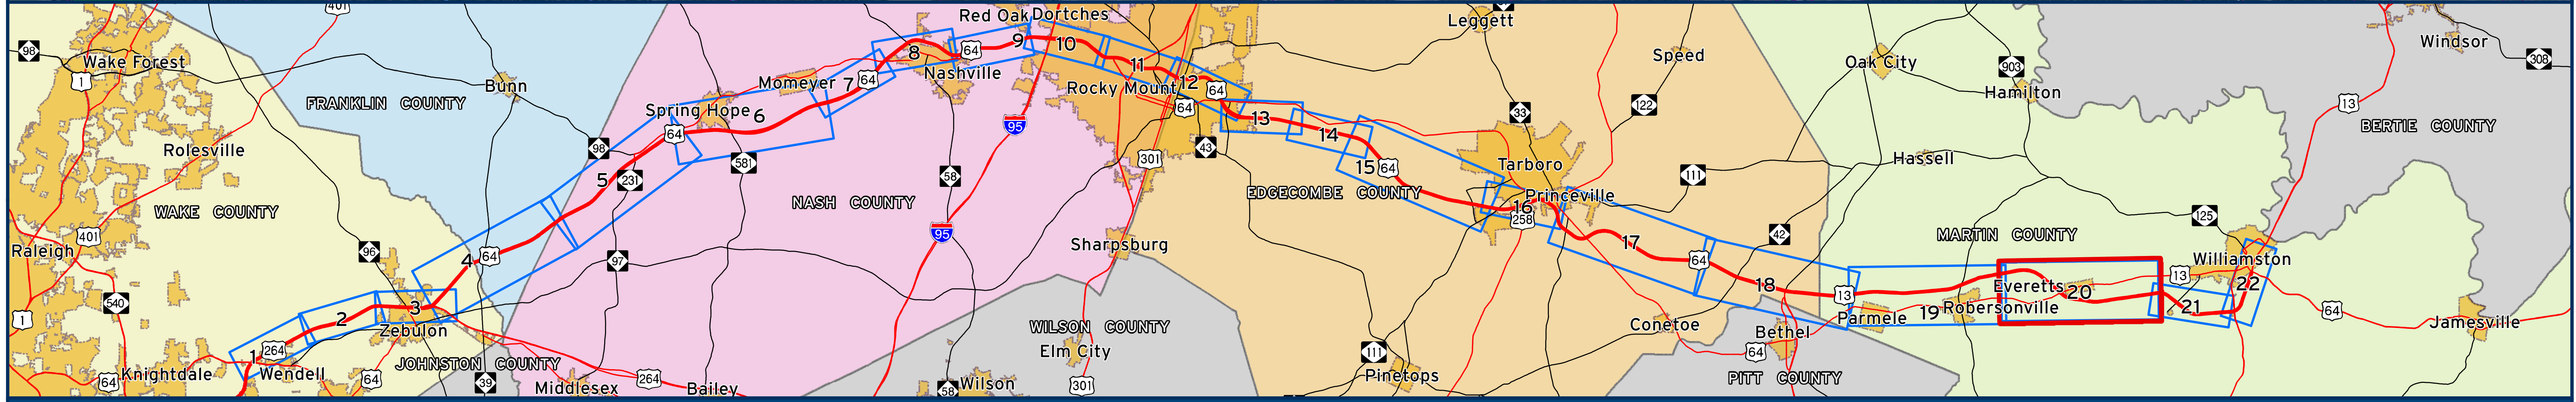 401
Red Oak
Dortches
Leggett
98
Wake Forest
1
Bunn
FRANKLIN COUNTY
Rolesville
WAKE COUNTY
Raleigh
401
540
1
96
64
Knightdale
1
264
Wendell
64
2
3
Zebulon
JOHNSTON COUNTY
39
4
64
98
5
231
97
Middlesex
264
Bailey
64
Spring Hope
6
581
Momeyer
7
64
8
64
Nashville
9
10
95
58
NASH COUNTY
95
11
Rocky Mount
12
64
64
43
301
Sharpsburg
WILSON COUNTY
Elm City
301
58
Wilson
13
14
15
64
EDGECOMBE COUNTY
33
Speed
122
Tarboro
Princeville
16
258
111
17
64
42
18
Conetoe
111
Pinetops
Bethel
64
PITT COUNTY
Oak City
903
Hamilton
Hassell
MARTIN COUNTY
125
13
Parmele
19
Robersonville
Everetts
20
13
21
Williamston
22
64
Jamesville
13
BERTIE COUNTY
Windsor
308